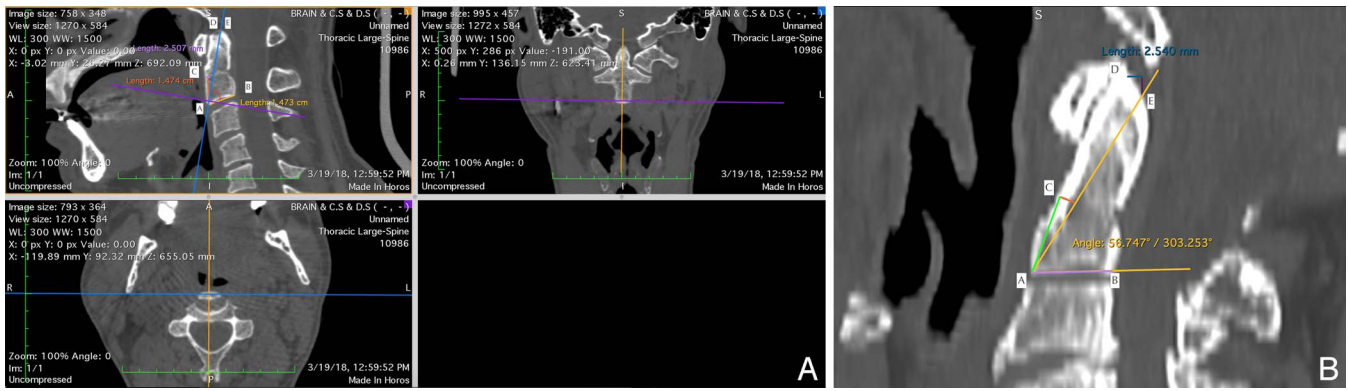 Image size: 758 x 348
View size: 1270 x 584
WL: 300 WW: 1500
X: 0 px Y: 0 px Value: 0.00
X: -3.02 mm Y: 20.27 mm Z: 692.09 mm
S
D
E
BRAIN & C.S & D.S ( -, -)
Unnamed
Thoracic Large-Spine
10986
Length: 2.507 mm
C
Length: 1.474 cm
B
Length: 1.473 cm
A
A
P
Zoom: 100% Angle: 0
Im: 1/1
Uncompressed
I
3/19/18, 12:59:52 PM
Made In Horos
Image size: 995 x 457
View size: 1272 x 584
WL: 300 WW: 1500
X: 500 px Y: 286 px Value: -191.00
X: 0.26 mm Y: 136.15 mm Z: 623.41 mm
S
BRAIN & C.S & D.S ( -, -)
Unnamed
Thoracic Large-Spine
10986
R
L
Zoom: 100% Angle: 0
Im: 1/1
Uncompressed
I
3/19/18, 12:59:52 PM
Made In Horos
Image size: 793 x 364
View size: 1270 x 584
WL: 300 WW: 1500
X: 0 px Y: 0 px Value: 0.00
X: -119.89 mm Y: 92.32 mm Z: 655.05 mm
A
BRAIN & C.S & D.S ( -, -)
Unnamed
Thoracic Large-Spine
10986
R
L
Zoom: 100% Angle: 0
Im: 1/1
Uncompressed
P
3/19/18, 12:59:52 PM
Made In Horos
A
S
Length: 2.540 mm
D
E
C
Angle: 56.747° / 303.253°
A
B
B